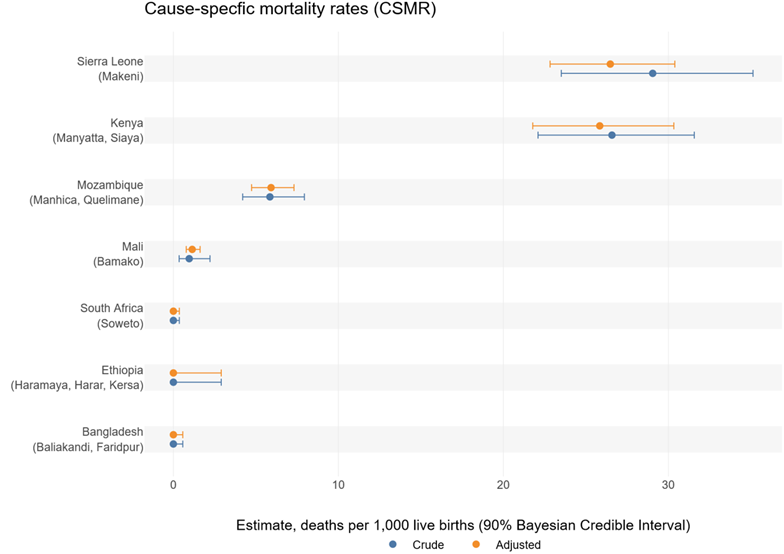 Cause-specfic mortality rates (CSMR)
Sierra Leone
(Makeni)
Kenya
(Manyatta, Siaya)
Mozambique
(Manhica, Quelimane)
Mali
(Bamako)
South Africa
(Soweto)
Ethiopia
(Haramaya, Harar, Kersa)
Bangladesh
(Baliakandi, Faridpur)
0 10 20 30
Estimate, deaths per 1,000 live births (90% Bayesian Credible Interval)
Crude Adjusted